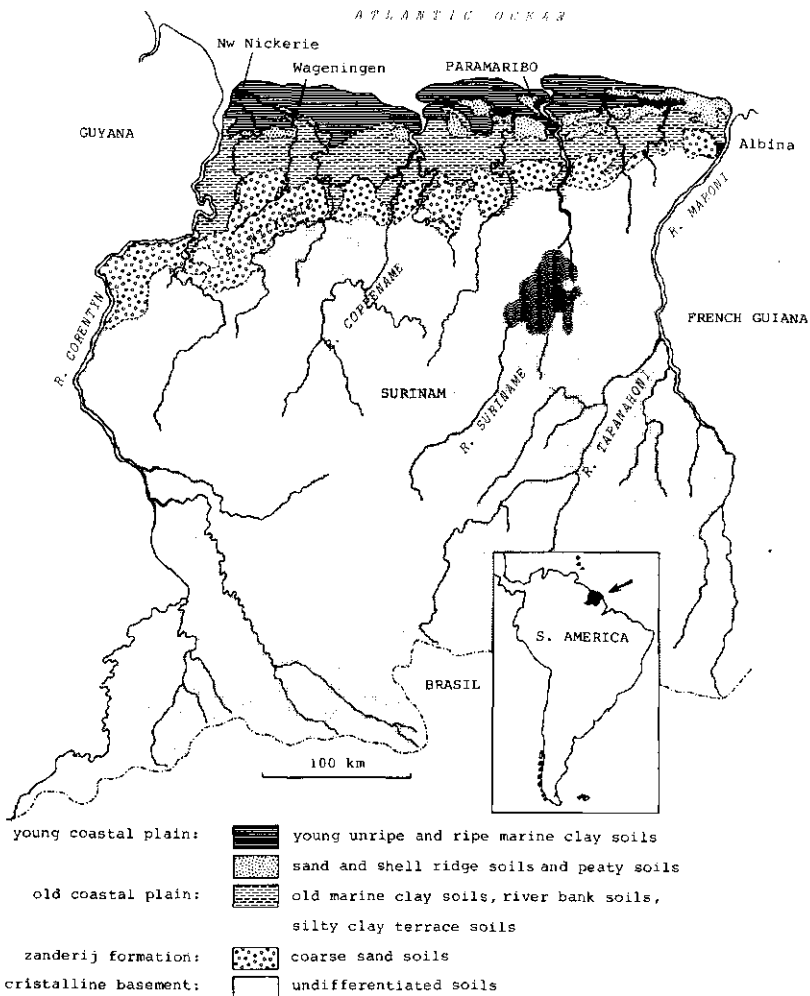 ATLANTIC OCEAN
Nw Nickerie
Wageningen
PARAMARIBO
GUYANA
Albina
R. MARONI
R. NICKERIE
R. COPPENAME
R. CORENTYN
FRENCH GUIANA
SURINAM
R. SURINAME
R. TAPANAHONI
S. AMERICA
BRASIL
100 km
young coastal plain: young unripe and ripe marine clay soils
sand and shell ridge soils and peaty soils
old coastal plain: old marine clay soils, river bank soils,
silty clay terrace soils
zanderij formation: coarse sand soils
cristalline basement: undifferentiated soils